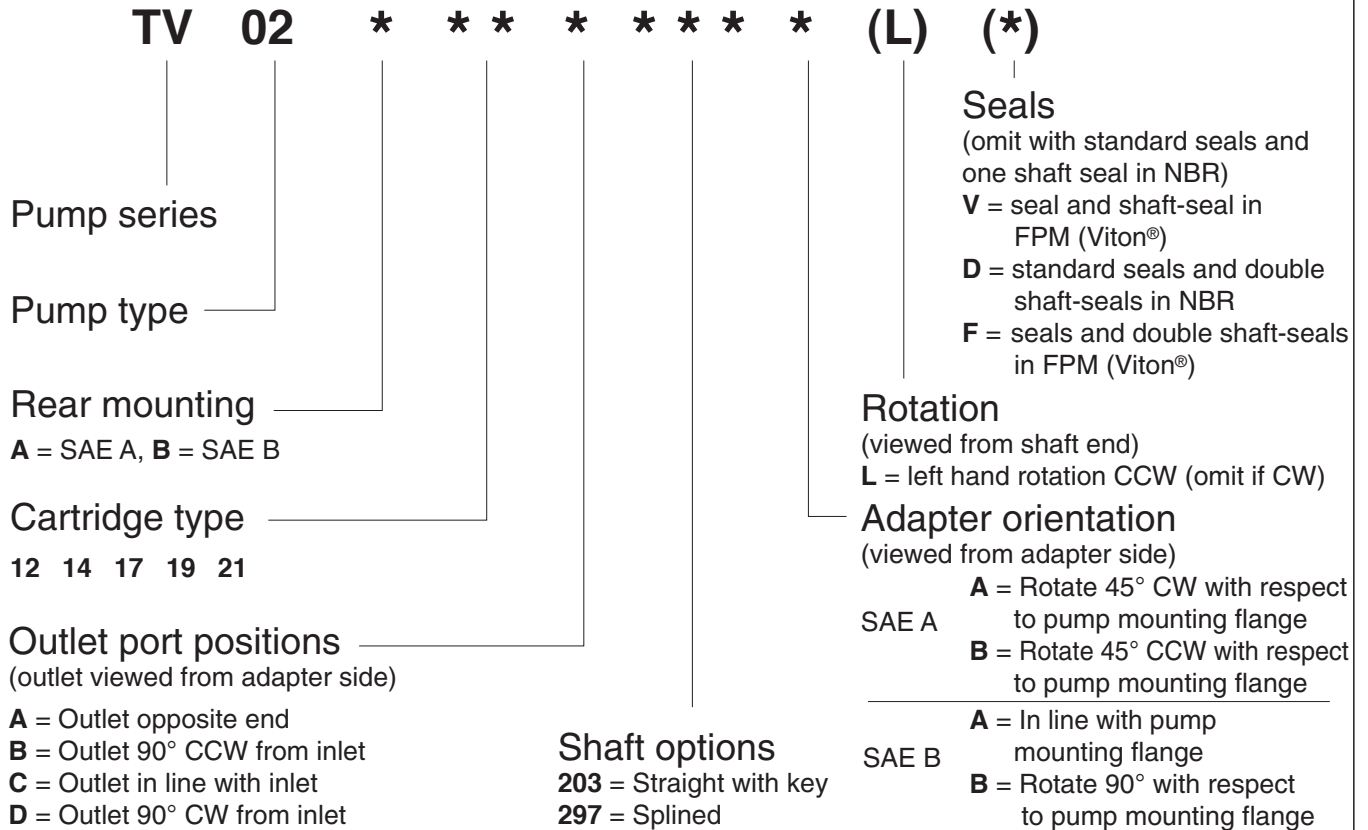 TV 02 * * * * * * * * (L) (*)
Pump series
Pump type
Rear mounting
A = SAE A, B = SAE B
Cartridge type
12 14 17 19 21
Outlet port positions
(outlet viewed from adapter side)
A = Outlet opposite end
B = Outlet 90° CCW from inlet
C = Outlet in line with inlet
D = Outlet 90° CW from inlet
Shaft options
203 = Straight with key
297 = Splined
Seals
(omit with standard seals and
one shaft seal in NBR)
V = seal and shaft-seal in
FPM (Viton®)
D = standard seals and double
shaft-seals in NBR
F = seals and double shaft-seals
in FPM (Viton®)
Rotation
(viewed from shaft end)
L = left hand rotation CCW (omit if CW)
Adapter orientation
(viewed from adapter side)
SAE A
A = Rotate 45° CW with respect
to pump mounting flange
B = Rotate 45° CCW with respect
to pump mounting flange
SAE B
A = In line with pump
mounting flange
B = Rotate 90° with respect
to pump mounting flange